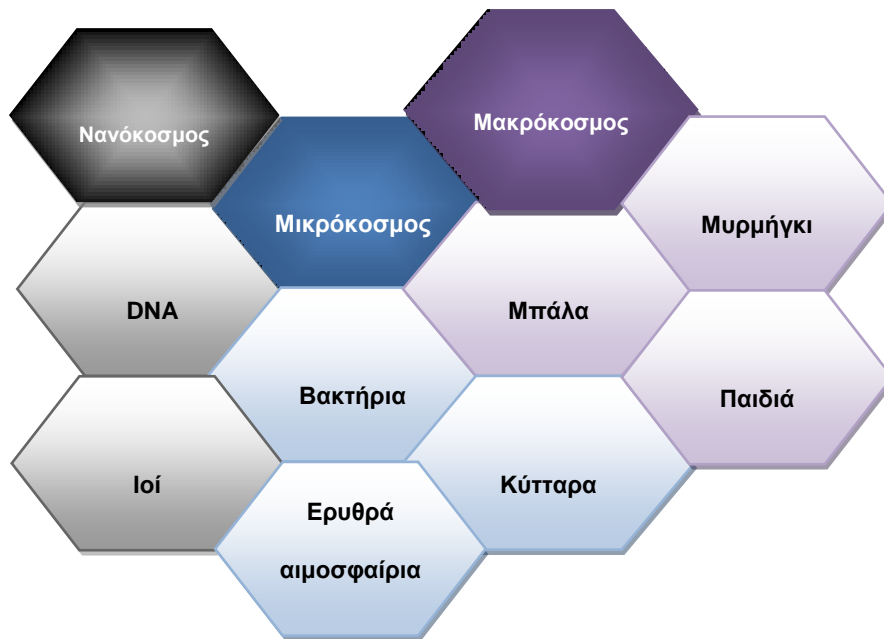 Νανόκοσμος
Μακρόκοσμος
Μικρόκοσμος
Μυρμήγκι
DNA
Μπάλα
Βακτήρια
Παιδιά
Ιοί
Κύτταρα
Ερυθρά
αιμοσφαίρια